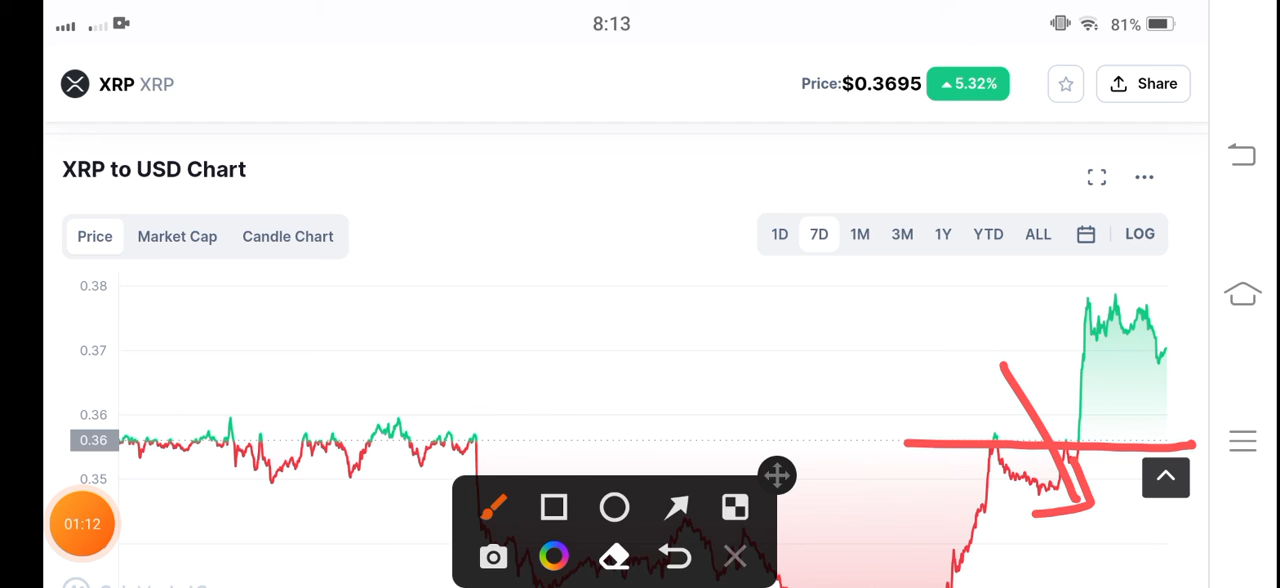 8:13
81%
XRP XRP
Price:$0.3695
5.32%
Share
XRP to USD Chart
Price
Market Cap
Candle Chart
1D
7D
1M
3M
1Y
YTD
ALL
LOG
0.38
0.37
0.36
0.36
0.35
01:12